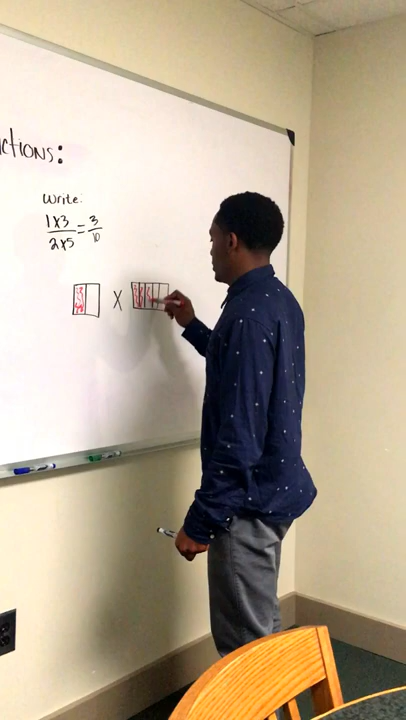 ctions:
Write:
1x3
2x5
=
3
10
X